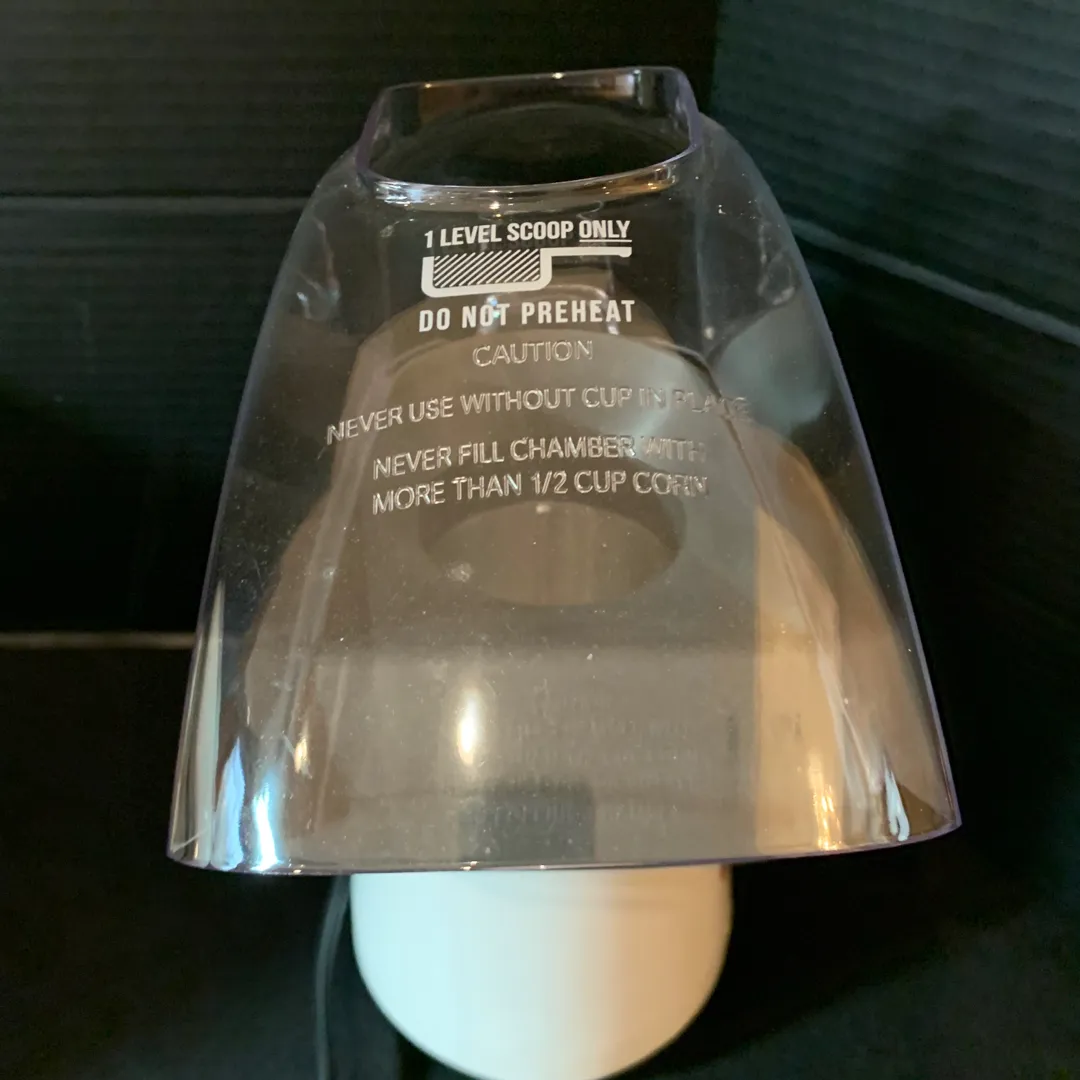 1 LEVEL SCOOP ONLY
DO NOT PREHEAT
CAUTION
NEVER USE WITHOUT CUP IN PLACE
NEVER FILL CHAMBER WITH
MORE THAN 1/2 CUP CORN